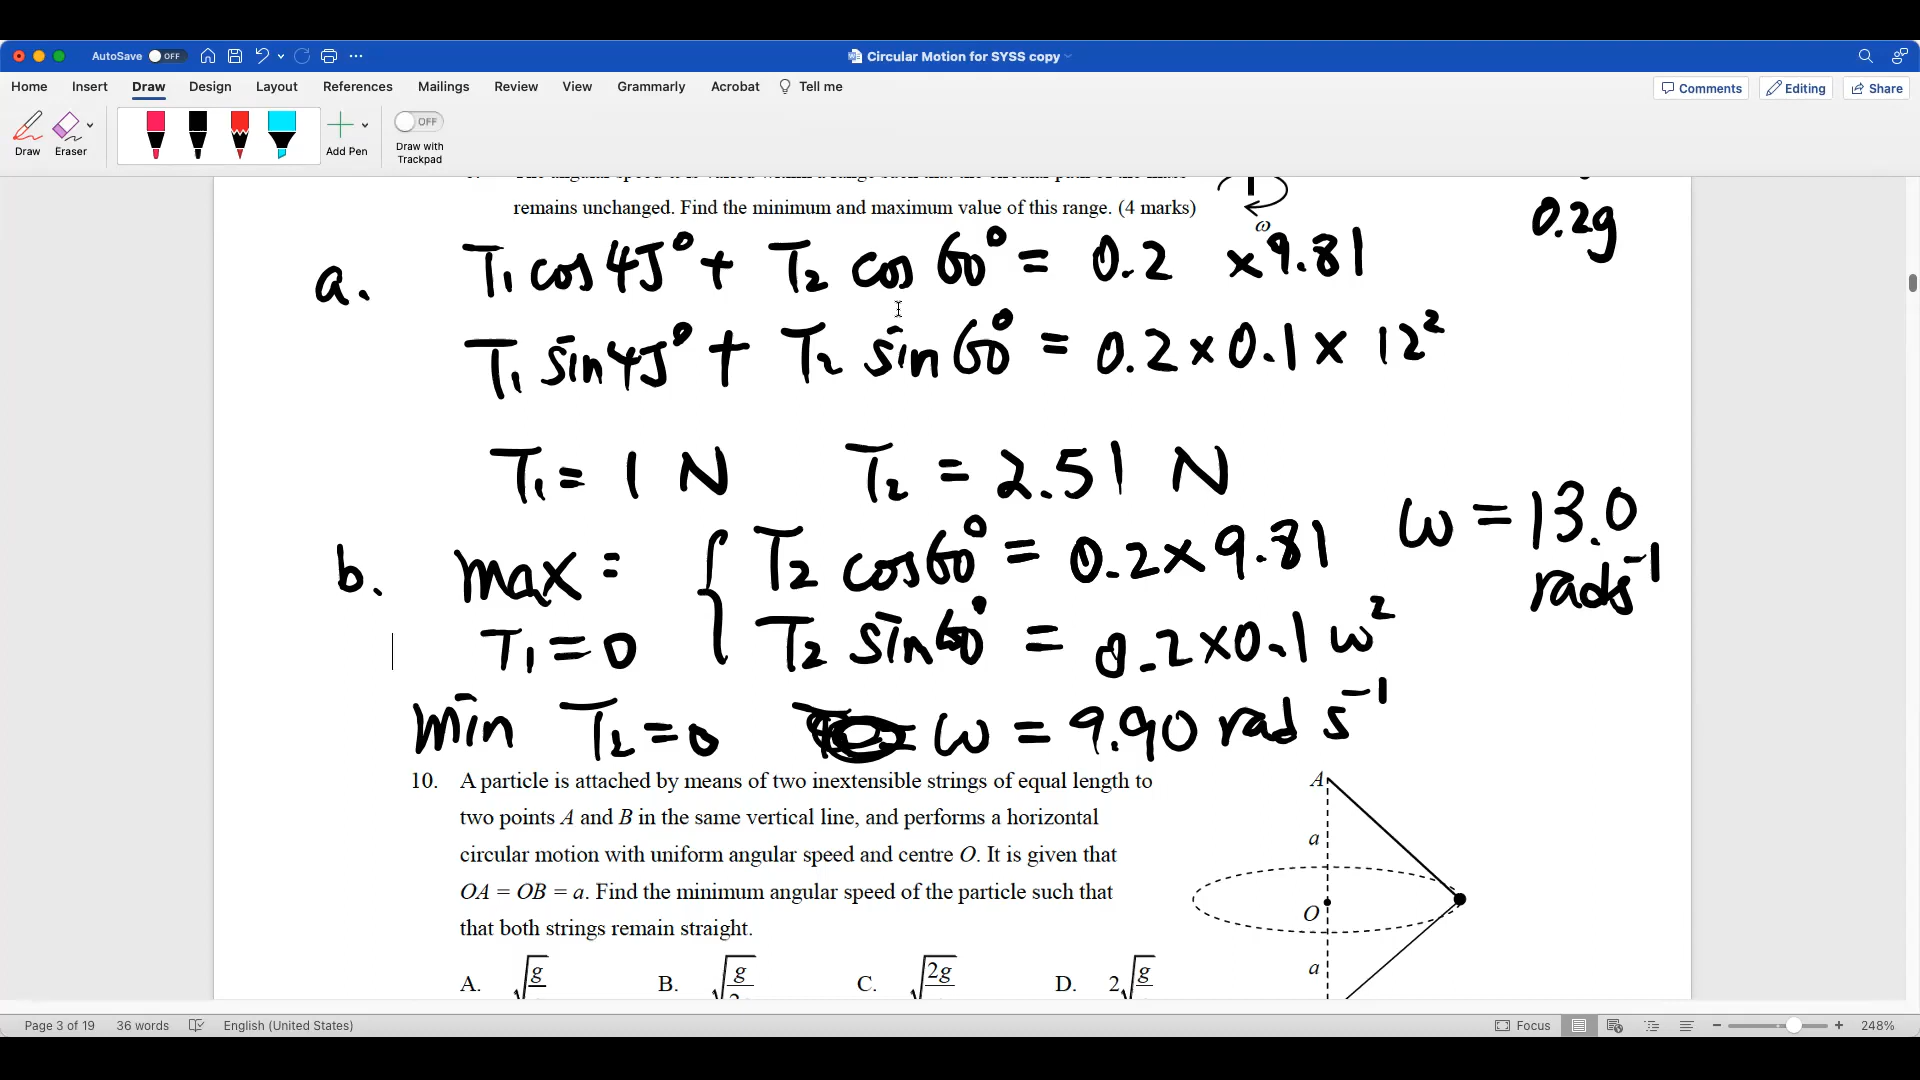 AutoSave OFF
Circular Motion for SYSS copy
Home Insert Draw Design Layout References Mailings Review View Grammarly Acrobat Tell me
Comments Editing Share
OFF
Draw Eraser Add Pen Draw with Trackpad
remains unchanged. Find the minimum and maximum value of this range. (4 marks)
ω
0.2g
a. T₁ cos 45° + T₂ cos 60° = 0.2 × 9.81
T₁ sin 45° + T₂ sin 60° = 0.2 × 0.1 × 12²
T₁ = 1 N T₂ = 2.51 N
ω = 13.0 rads⁻¹
b. max: T₂ cos 60° = 0.2 × 9.81
T₁ = 0 T₂ sin 60° = 0.2 × 0.1 ω²
min T₂ = 0 ω = 9.90 rad s⁻¹
10. A particle is attached by means of two inextensible strings of equal length to
two points A and B in the same vertical line, and performs a horizontal
circular motion with uniform angular speed and centre O. It is given that
OA = OB = a. Find the minimum angular speed of the particle such that
that both strings remain straight.
A
a
O
a
A. √g B. √g C. √2g D. 2√g
Page 3 of 19 36 words English (United States) Focus 248%